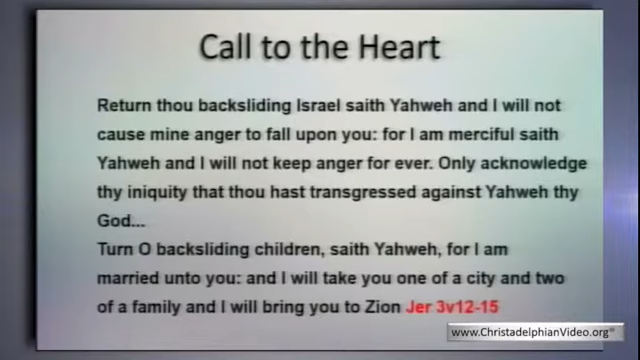 Call to the Heart
Return thou backsliding Israel saith Yahweh and I will not
cause mine anger to fall upon you: for I am merciful saith
Yahweh and I will not keep anger for ever. Only acknowledge
thy iniquity that thou hast transgressed against Yahweh thy
God...
Turn O backsliding children, saith Yahweh, for I am
married unto you: and I will take you one of a city and two
of a family and I will bring you to Zion Jer 3v12-15
www.ChristadelphianVideo.org®